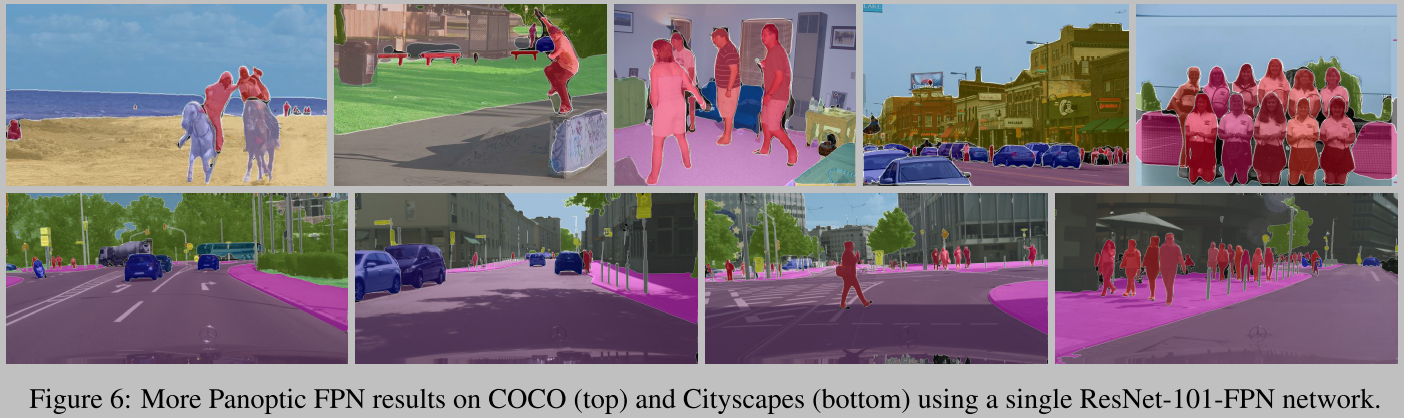 Figure 6: More Panoptic FPN results on COCO (top) and Cityscapes (bottom) using a single ResNet-101-FPN network.